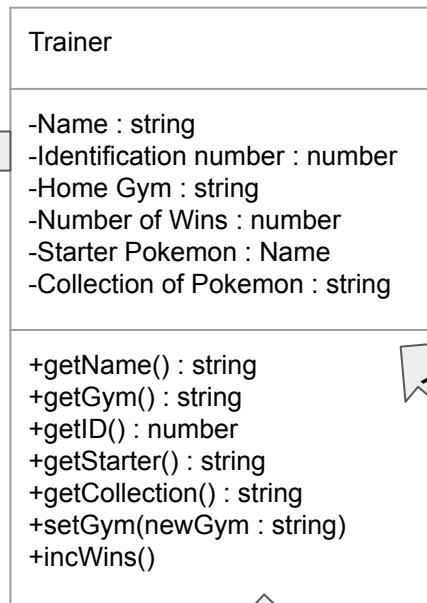 Trainer
-Name : string
-Identification number : number
-Home Gym : string
-Number of Wins : number
-Starter Pokemon : Name
-Collection of Pokemon : string
+getName() : string
+getGym() : string
+getID() : number
+getStarter() : string
+getCollection() : string
+setGym(newGym : string)
+incWins()